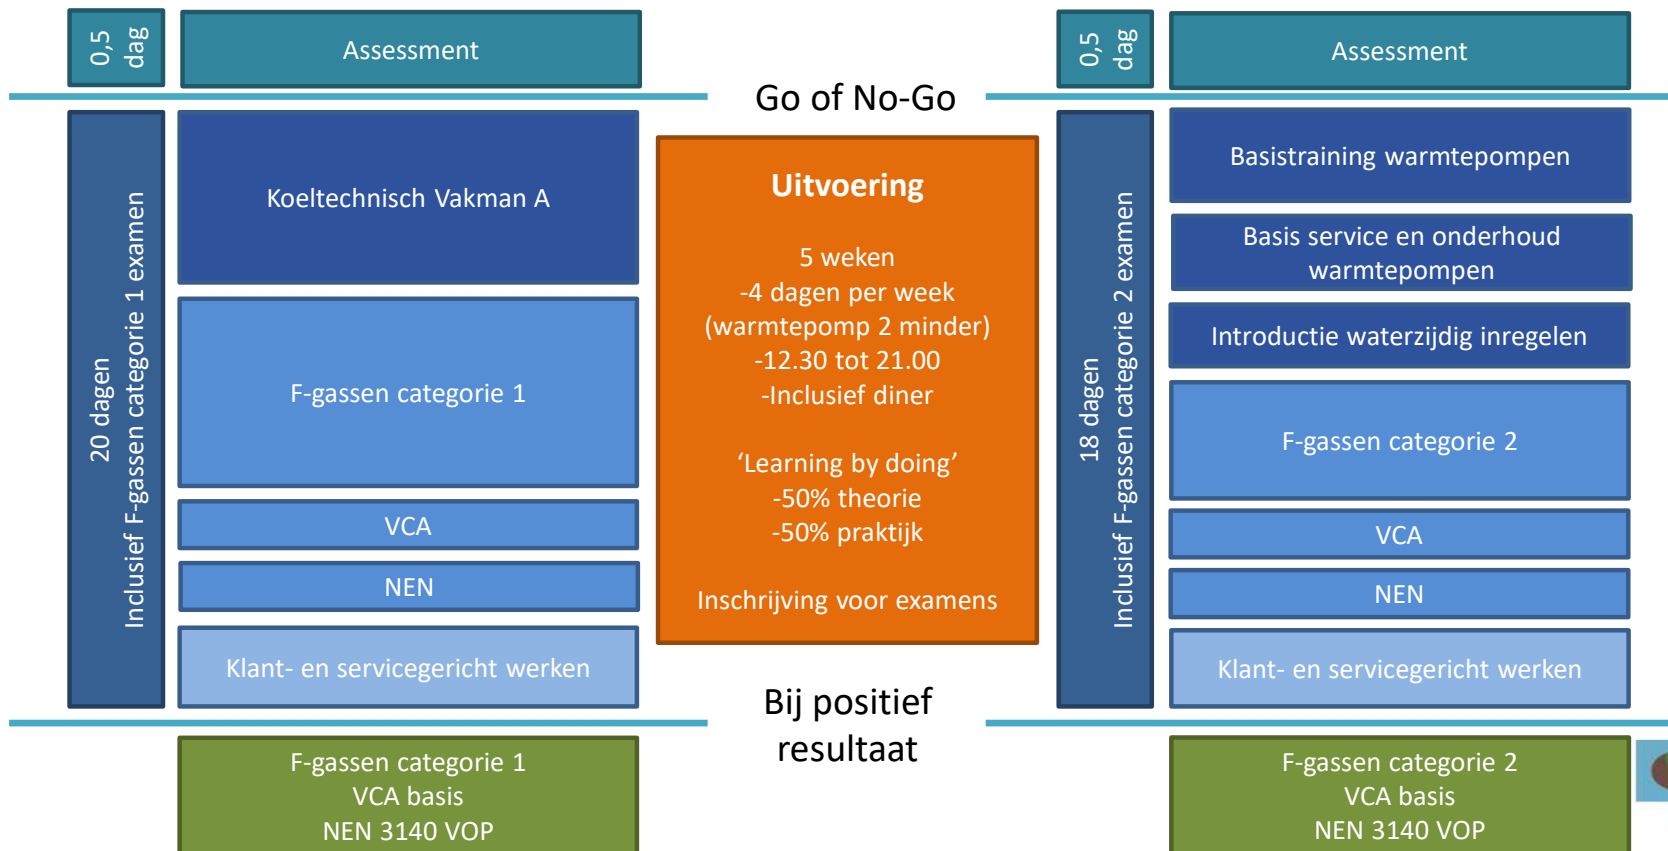 0,5
dag
Assessment
Go of No-Go
20 dagen
Inclusief F-gassen categorie 1 examen
Koeltechnisch Vakman A
F-gassen categorie 1
VCA
NEN
Klant- en servicegericht werken
Uitvoering
5 weken
-4 dagen per week
(warmtepomp 2 minder)
-12.30 tot 21.00
-Inclusief diner
‘Learning by doing’
-50% theorie
-50% praktijk
Inschrijving voor examens
Bij positief
resultaat
F-gassen categorie 1
VCA basis
NEN 3140 VOP
0,5
dag
Assessment
18 dagen
Inclusief F-gassen categorie 2 examen
Basistraining warmtepompen
Basis service en onderhoud
warmtepompen
Introductie waterzijdig inregelen
F-gassen categorie 2
VCA
NEN
Klant- en servicegericht werken
F-gassen categorie 2
VCA basis
NEN 3140 VOP